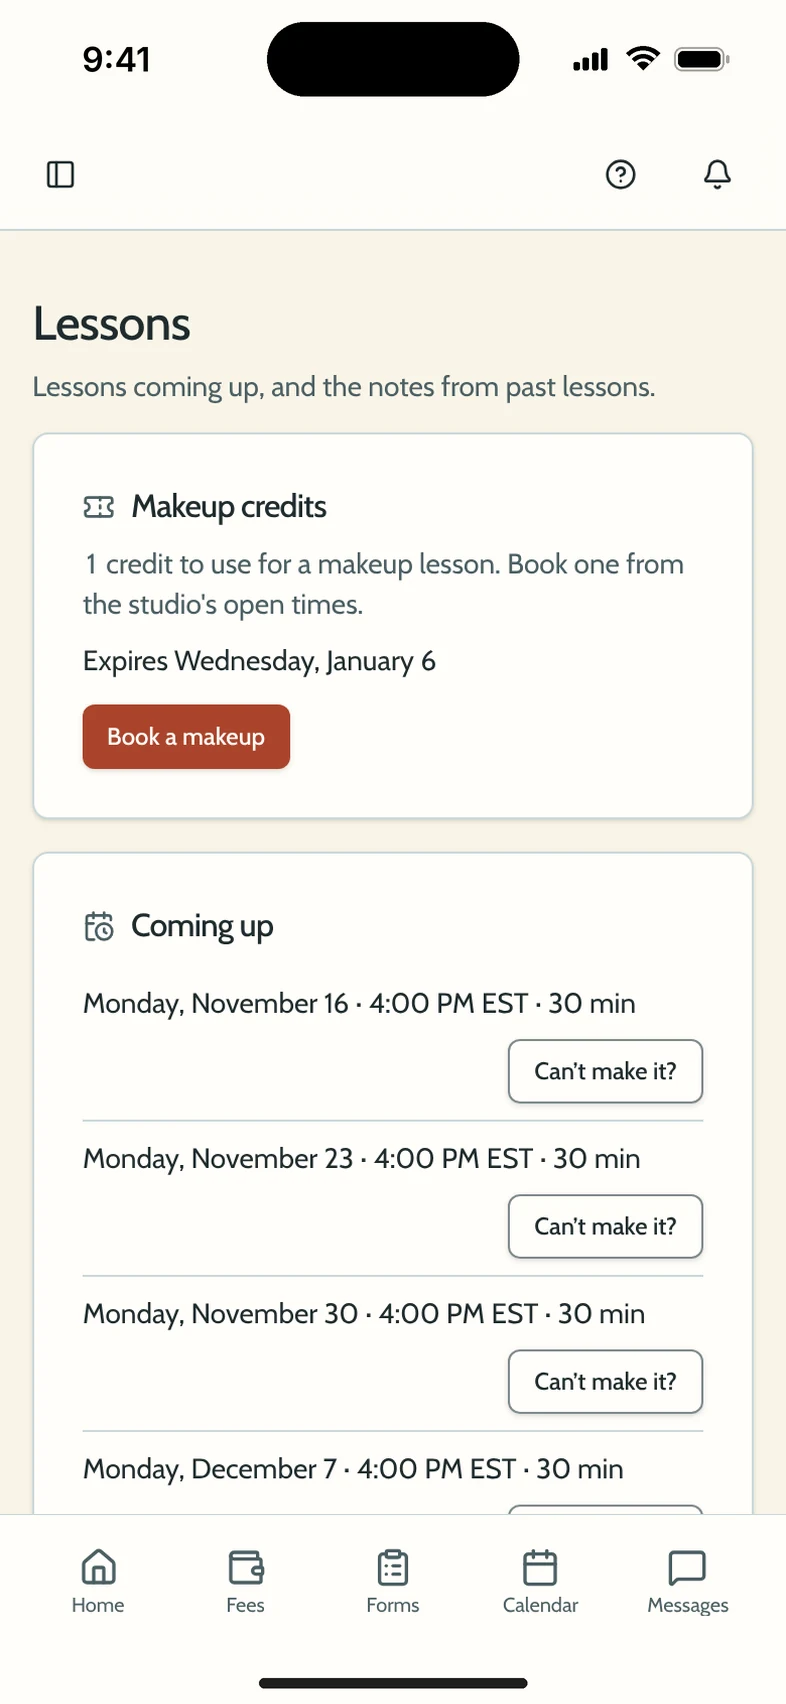 9:41
Lessons
Lessons coming up, and the notes from past lessons.
Makeup credits
1 credit to use for a makeup lesson. Book one from
the studio's open times.
Expires Wednesday, January 6
Book a makeup
Coming up
Monday, November 16 · 4:00 PM EST · 30 min
Can't make it?
Monday, November 23 · 4:00 PM EST · 30 min
Can't make it?
Monday, November 30 · 4:00 PM EST · 30 min
Can't make it?
Monday, December 7 · 4:00 PM EST · 30 min
Home
Fees
Forms
Calendar
Messages